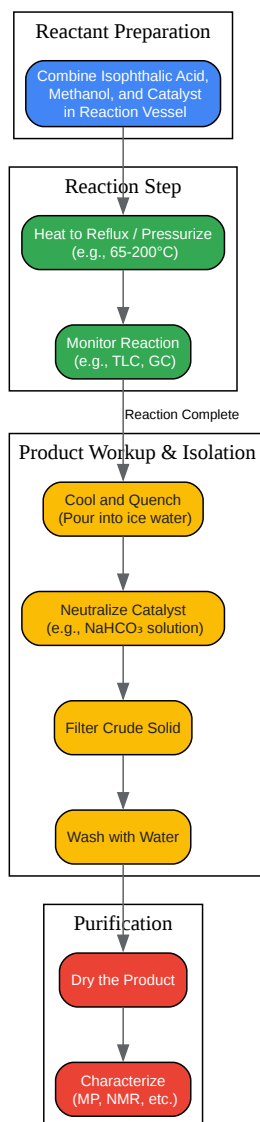 Reactant Preparation
Combine Isophthalic Acid,
Methanol, and Catalyst
in Reaction Vessel
Reaction Step
Heat to Reflux / Pressurize
(e.g., 65-200°C)
Monitor Reaction
(e.g., TLC, GC)
Reaction Complete
Product Workup & Isolation
Cool and Quench
(Pour into ice water)
Neutralize Catalyst
(e.g., NaHCO₃ solution)
Filter Crude Solid
Wash with Water
Purification
Dry the Product
Characterize
(MP, NMR, etc.)